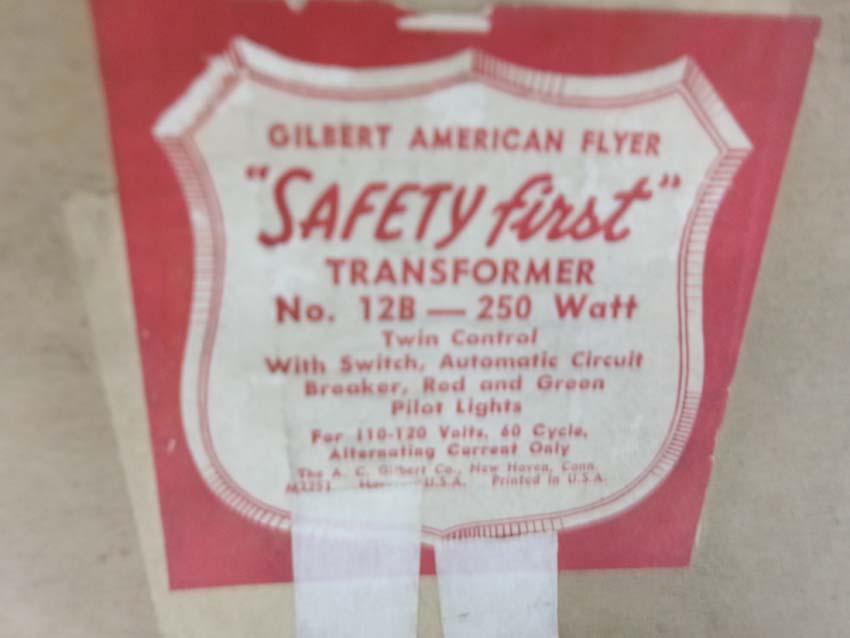 GILBERT AMERICAN FLYER
"SAFETY first"
TRANSFORMER
No. 12B — 250 Watt
Twin Control
With Switch, Automatic Circuit
Breaker, Red and Green
Pilot Lights
For 110-120 Volts, 60 Cycle,
Alternating Current Only
The A. C. Gilbert Co., New Haven, Conn.
U.S.A. Printed in U.S.A.